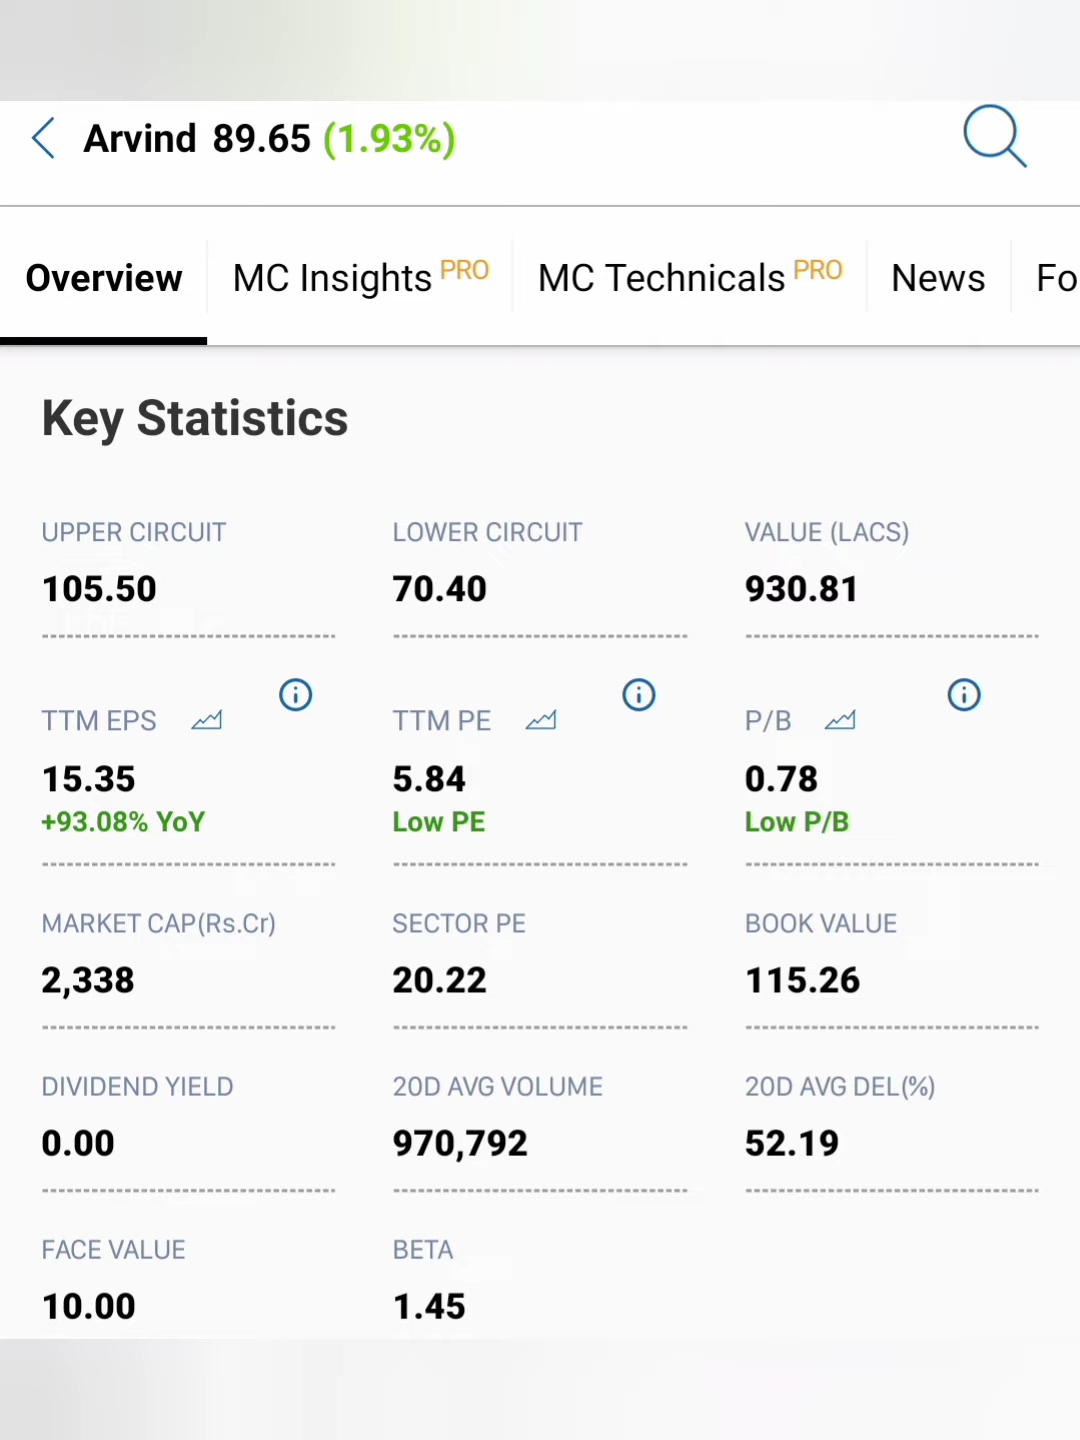 Arvind 89.65 (1.93%)
Overview MC Insights PRO MC Technicals PRO News Fo
Key Statistics
UPPER CIRCUIT LOWER CIRCUIT VALUE (LACS)
105.50 70.40 930.81
TTM EPS TTM PE P/B
15.35 5.84 0.78
+93.08% YoY Low PE Low P/B
MARKET CAP(Rs.Cr) SECTOR PE BOOK VALUE
2,338 20.22 115.26
DIVIDEND YIELD 20D AVG VOLUME 20D AVG DEL(%)
0.00 970,792 52.19
FACE VALUE BETA
10.00 1.45